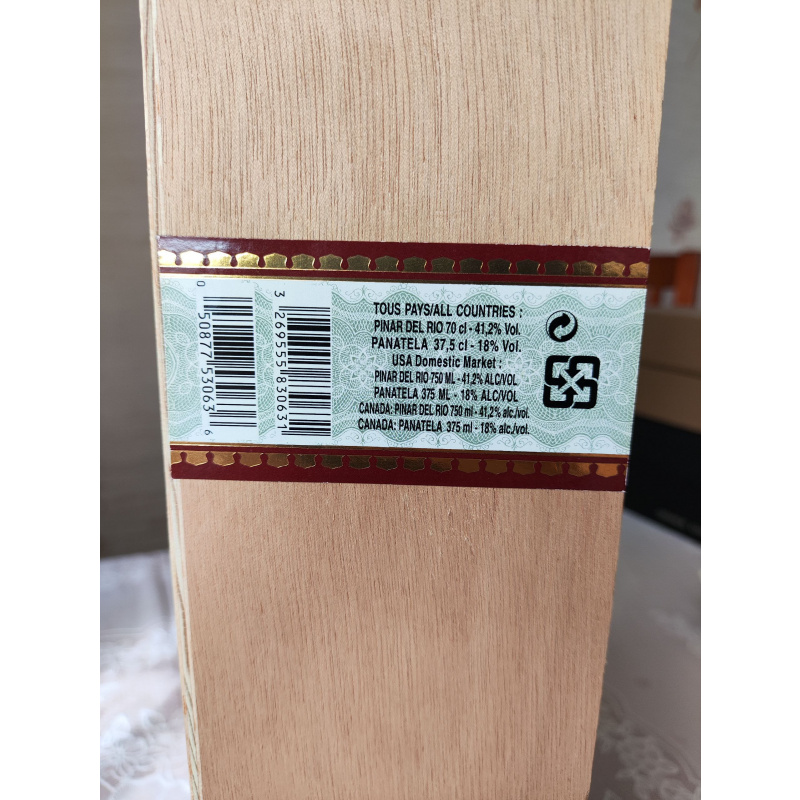 0 50877 53063 6
3 269555 830631
TOUS PAYS/ALL COUNTRIES :
PINAR DEL RIO 70 cl - 41,2% Vol.
PANATELA 37,5 cl - 18% Vol.
USA Domestic Market :
PINAR DEL RIO 750 ML - 41,2% ALC/VOL
PANATELA 375 ML - 18% ALC/VOL
CANADA: PINAR DEL RIO 750 ml - 41,2% alc./vol.
CANADA: PANATELA 375 ml - 18% alc./vol.